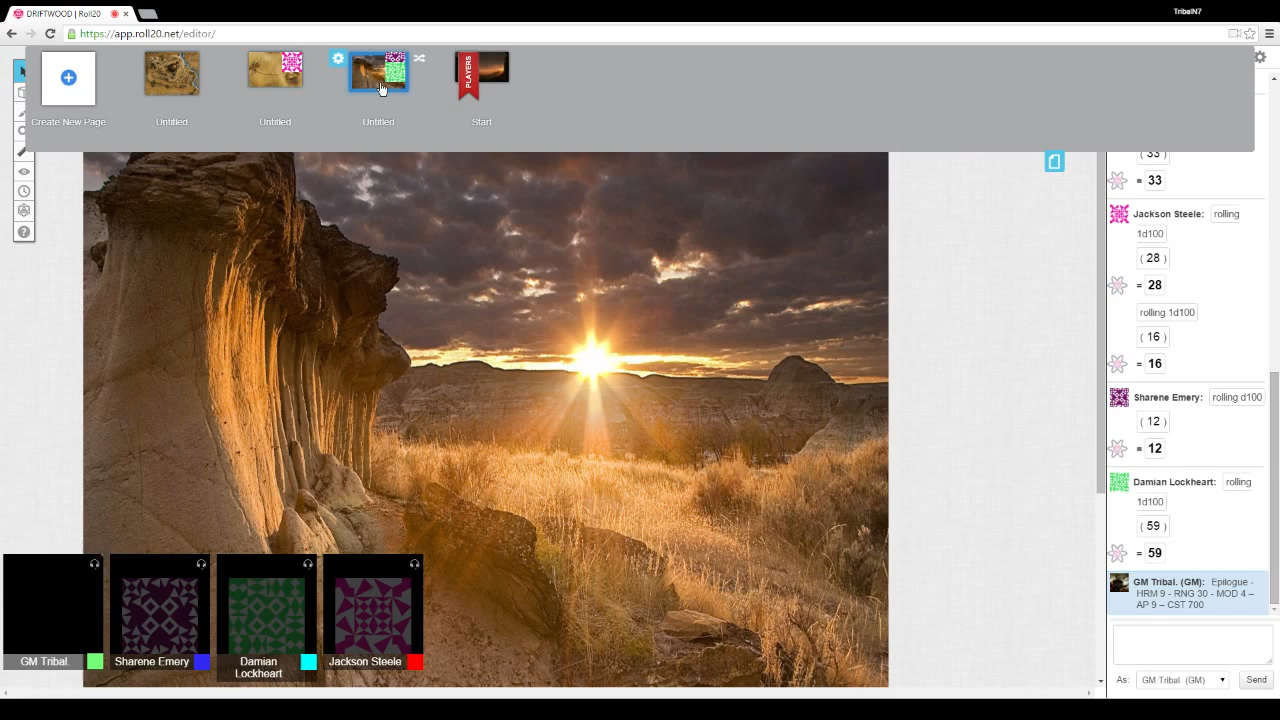 TribalN7
DRIFTWOOD | Roll20
https://app.roll20.net/editor/
PLAYERS
Create New Page
Untitled
Untitled
Untitled
Start
( 33 )
= 33
Jackson Steele: rolling
1d100
( 28 )
= 28
rolling 1d100
( 16 )
= 16
Sharene Emery: rolling d100
( 12 )
= 12
Damian Lockheart: rolling
1d100
( 59 )
= 59
GM Tribal. (GM): Epilogue -
HRM 9 - RNG 30 - MOD 4 –
AP 9 – CST 700
GM Tribal.
Sharene Emery
Damian
Lockheart
Jackson Steele
As: GM Tribal (GM)
Send